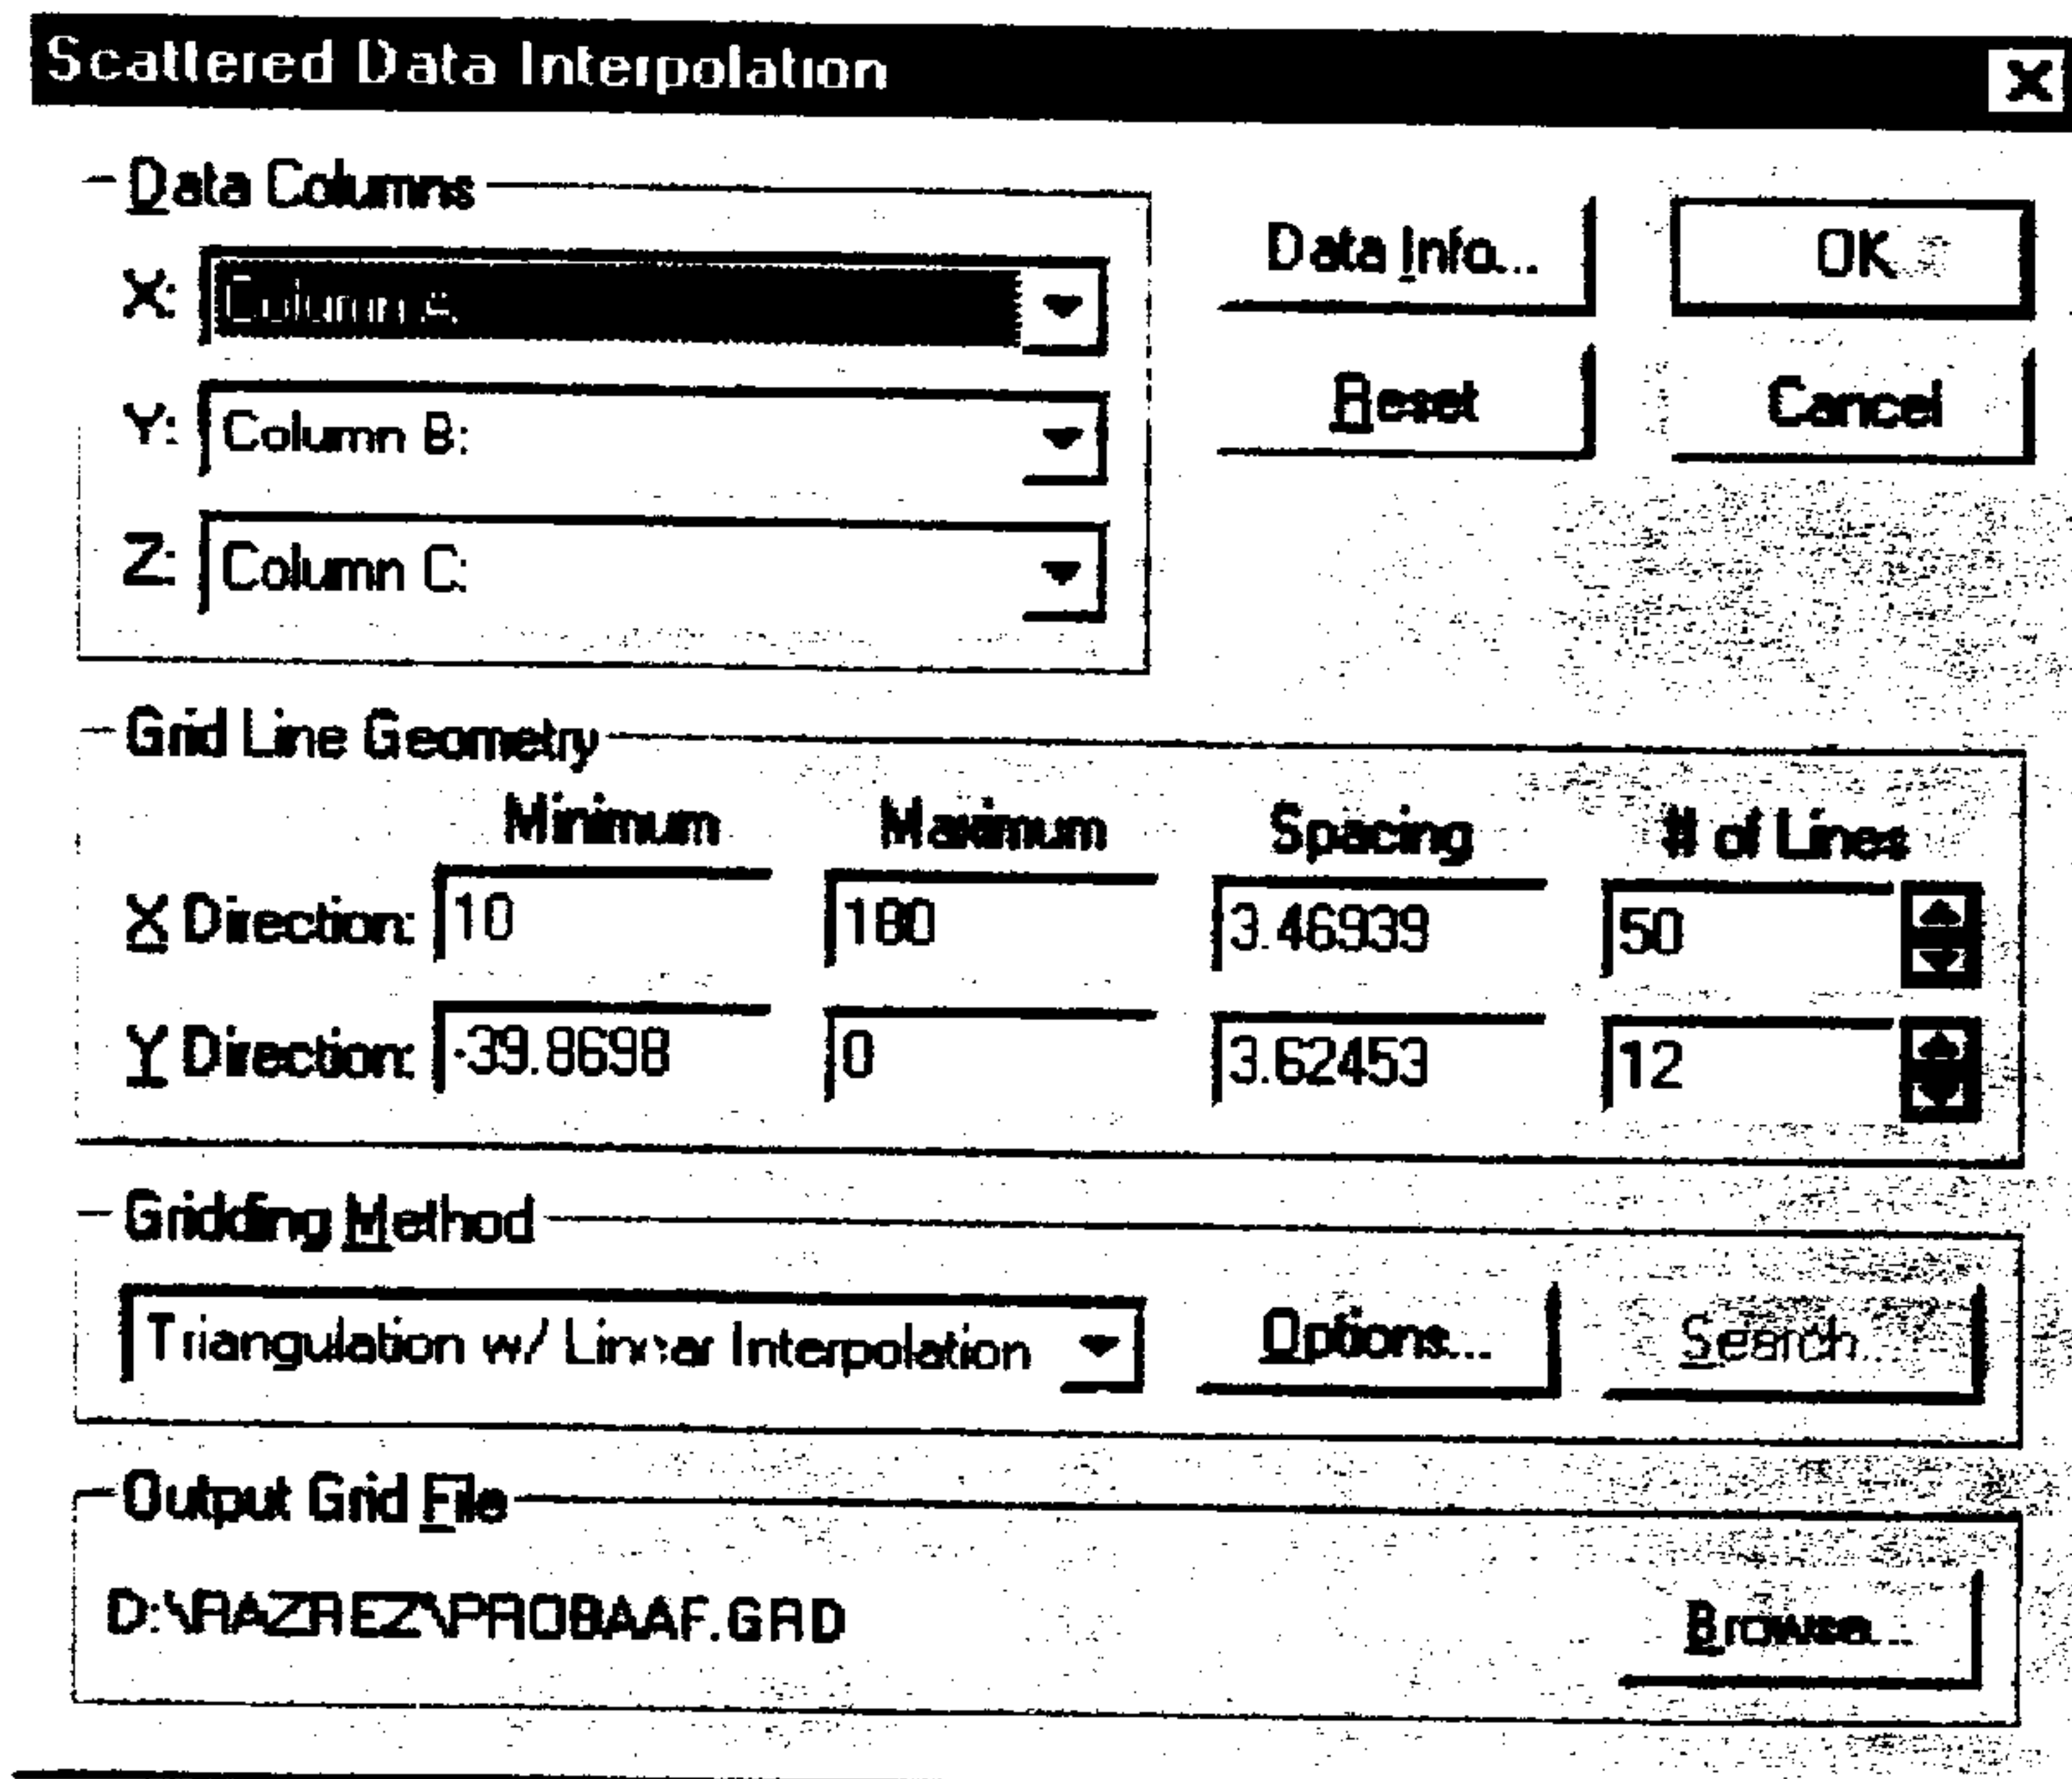 Scattered Data Interpolation
Data Columns
X: Column A:
Y: Column B:
Z: Column C:
Data Info...
OK
Reset
Cancel
Grid Line Geometry
Minimum Maximum Spacing # of Lines
X Direction: 10 180 3.46939 50
Y Direction: -39.8698 0 3.62453 12
Gridding Method
Triangulation w/ Linear Interpolation
Options...
Search...
Output Grid File
D:\RAZREZ\PROBAAF.GRD
Browse...